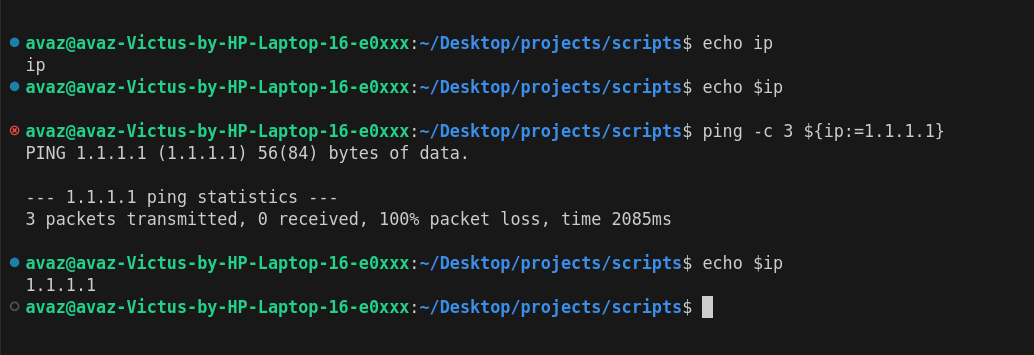 avaz@avaz-Victus-by-HP-Laptop-16-e0xxx:~/Desktop/projects/scripts$ echo ip
ip
avaz@avaz-Victus-by-HP-Laptop-16-e0xxx:~/Desktop/projects/scripts$ echo $ip
avaz@avaz-Victus-by-HP-Laptop-16-e0xxx:~/Desktop/projects/scripts$ ping -c 3 ${ip:=1.1.1.1}
PING 1.1.1.1 (1.1.1.1) 56(84) bytes of data.
--- 1.1.1.1 ping statistics ---
3 packets transmitted, 0 received, 100% packet loss, time 2085ms
avaz@avaz-Victus-by-HP-Laptop-16-e0xxx:~/Desktop/projects/scripts$ echo $ip
1.1.1.1
avaz@avaz-Victus-by-HP-Laptop-16-e0xxx:~/Desktop/projects/scripts$